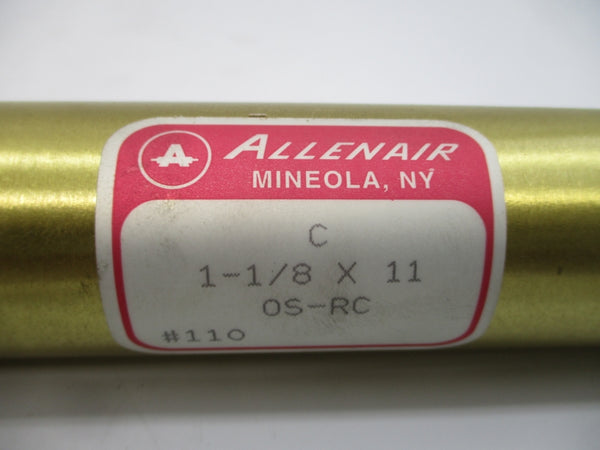 A ALLENAIR
MINEOLA, NY
C
1-1/8 X 11
OS-RC
#110